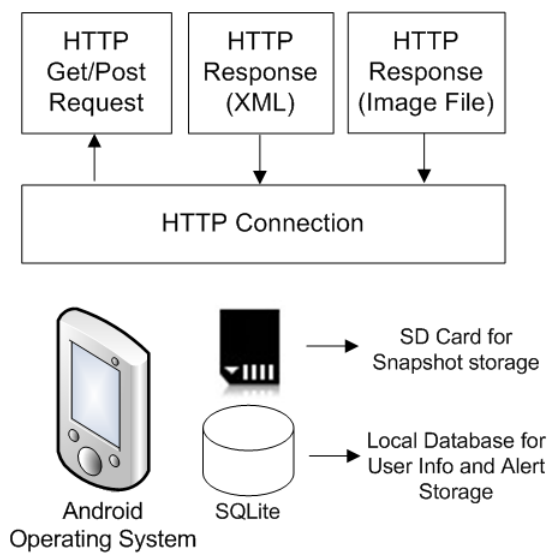 HTTP
Get/Post
Request
HTTP
Response
(XML)
HTTP
Response
(Image File)
HTTP Connection
SD Card for
Snapshot storage
Local Database for
User Info and Alert
Storage
Android
Operating System
SQLite